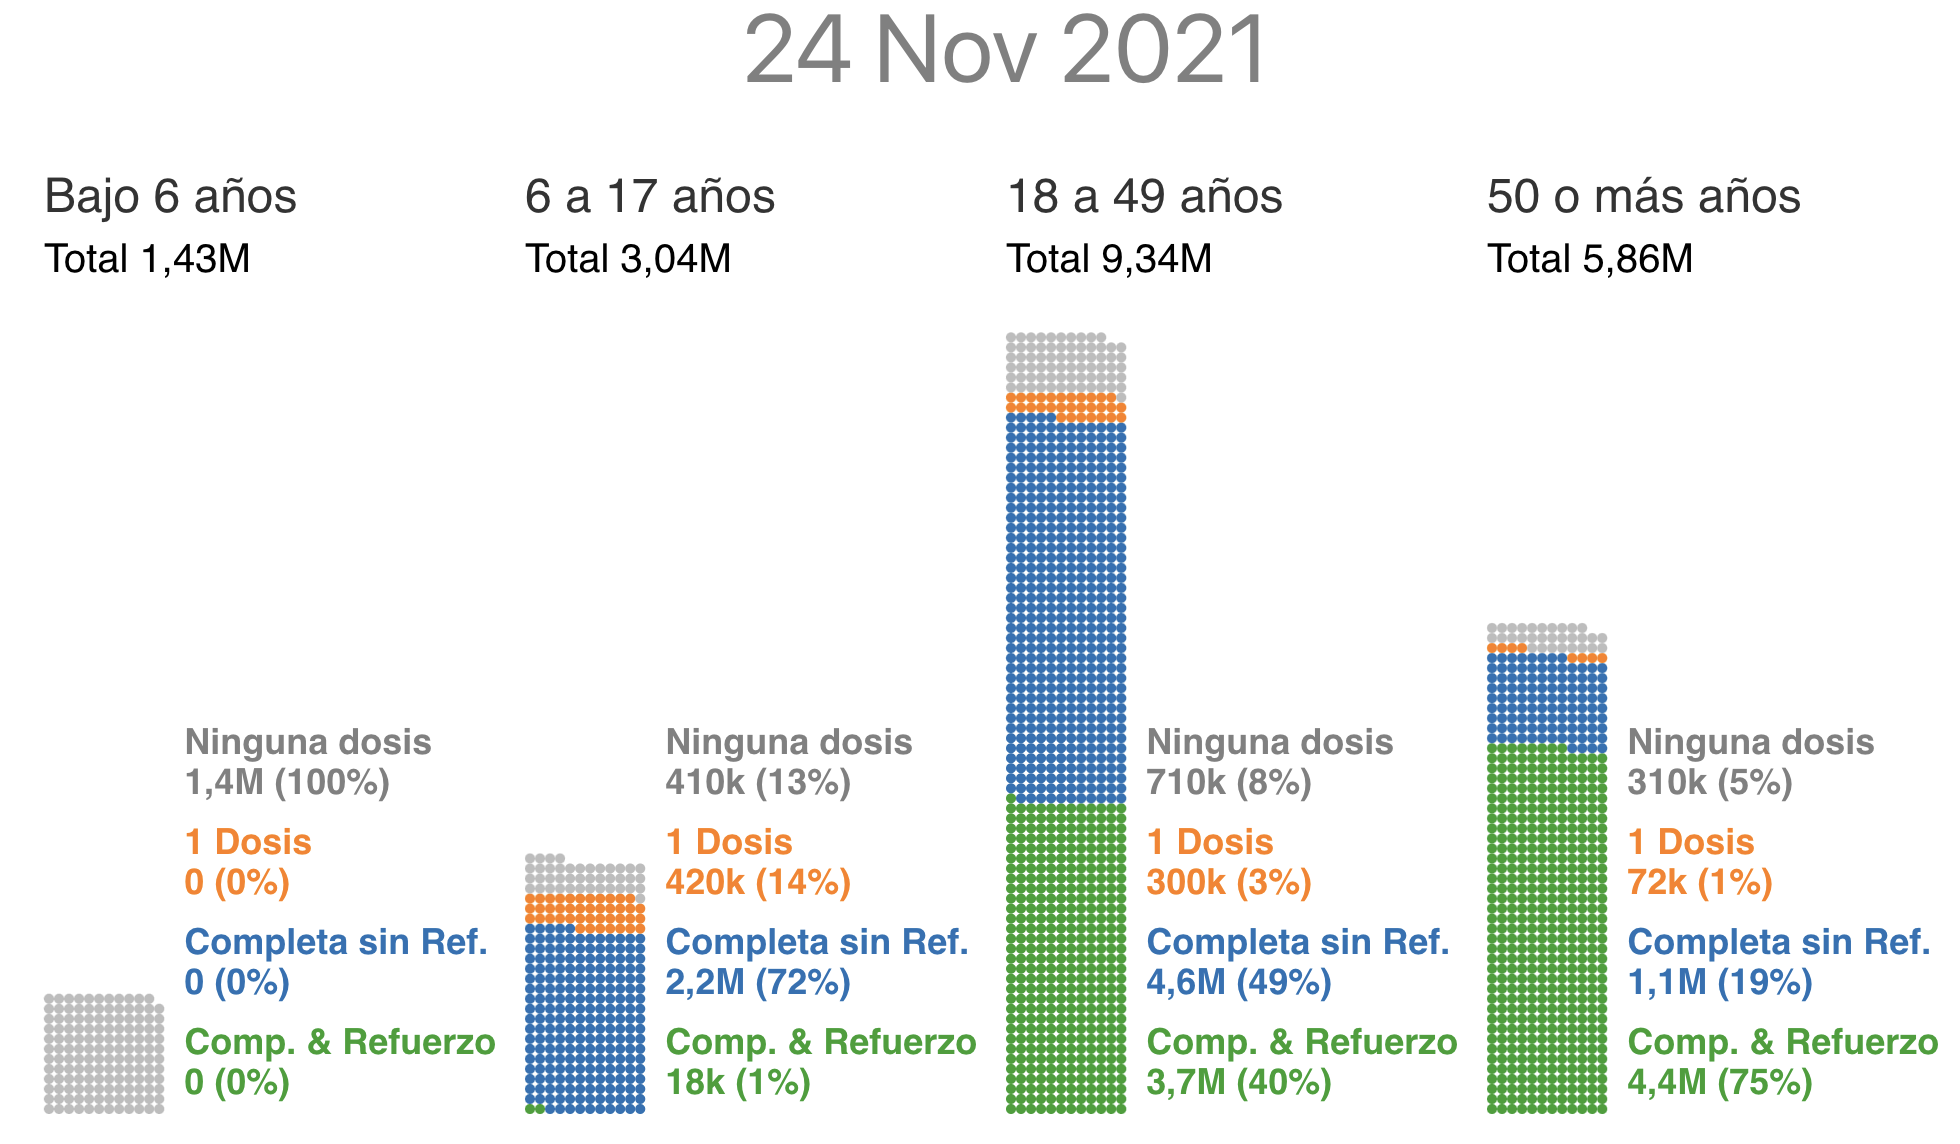 24 Nov 2021
Bajo 6 años
Total 1,43M
Ninguna dosis
1,4M (100%)
1 Dosis
0 (0%)
Completa sin Ref.
0 (0%)
Comp. & Refuerzo
0 (0%)
6 a 17 años
Total 3,04M
Ninguna dosis
410k (13%)
1 Dosis
420k (14%)
Completa sin Ref.
2,2M (72%)
Comp. & Refuerzo
18k (1%)
18 a 49 años
Total 9,34M
Ninguna dosis
710k (8%)
1 Dosis
300k (3%)
Completa sin Ref.
4,6M (49%)
Comp. & Refuerzo
3,7M (40%)
50 o más años
Total 5,86M
Ninguna dosis
310k (5%)
1 Dosis
72k (1%)
Completa sin Ref.
1,1M (19%)
Comp. & Refuerzo
4,4M (75%)